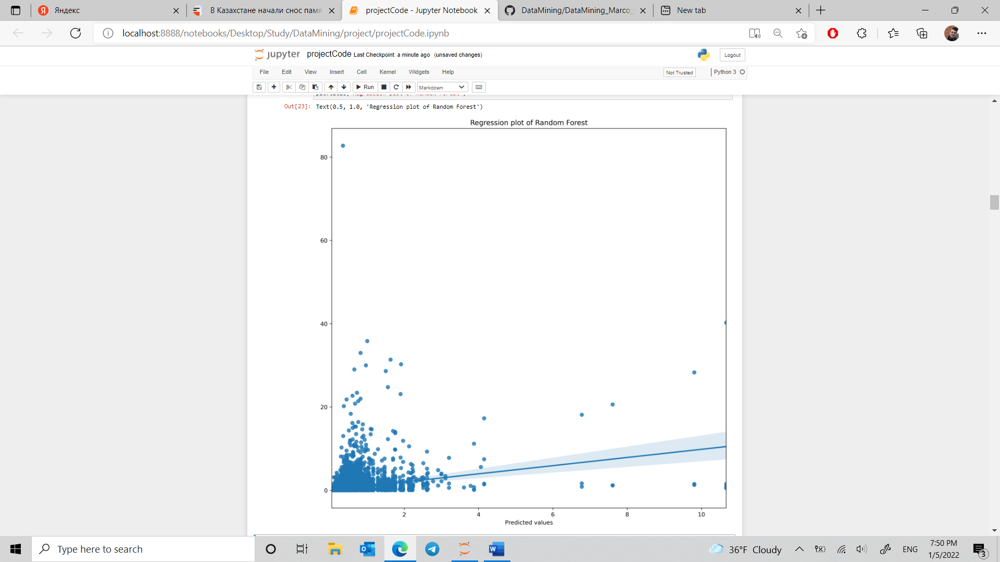 Яндекс
В Казахстане начали снос памя
projectCode - Jupyter Notebook
DataMining/DataMining_Marco_
New tab
localhost:8888/notebooks/Desktop/Study/DataMining/project/projectCode.ipynb
jupyter projectCode Last Checkpoint: a minute ago (unsaved changes)
Logout
File Edit View Insert Cell Kernel Widgets Help
Not Trusted
Python 3
Run
Markdown
Out[23]: Text(0.5, 1.0, 'Regression plot of Random Forest')
Regression plot of Random Forest
80
60
40
20
0
2 4 6 8 10
Predicted values
Type here to search
36°F Cloudy
ENG
7:50 PM
1/5/2022
3